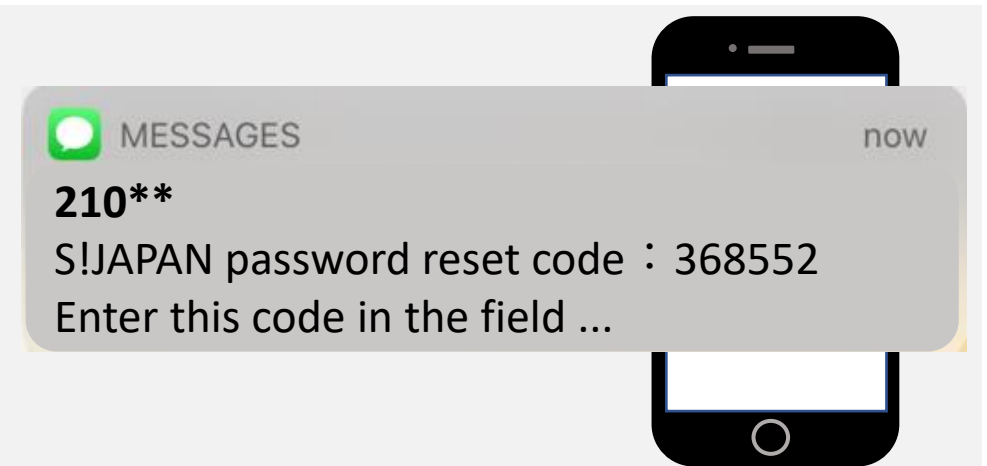 MESSAGES now
210**
S!JAPAN password reset code：368552
Enter this code in the field ...